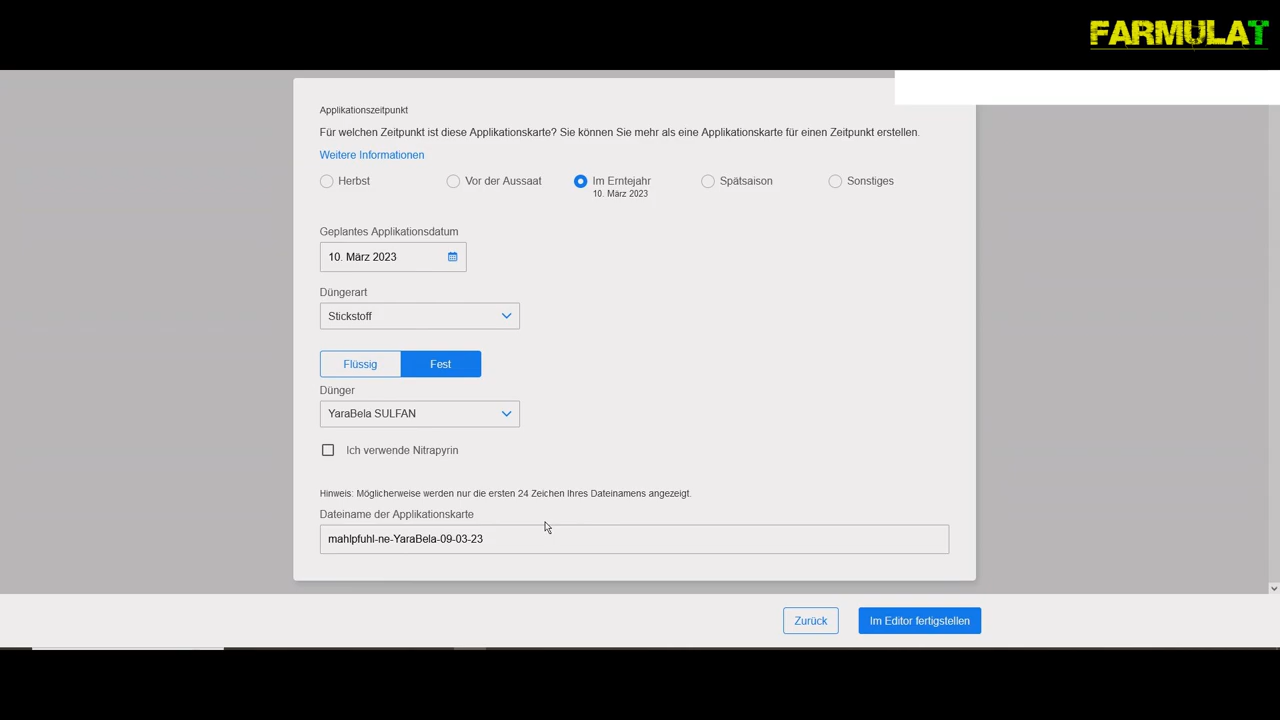 FARMULAT
Applikationszeitpunkt
Für welchen Zeitpunkt ist diese Applikationskarte? Sie können Sie mehr als eine Applikationskarte für einen Zeitpunkt erstellen.
Weitere Informationen
Herbst Vor der Aussaat Im Erntejahr Spätsaison Sonstiges
10. März 2023
Geplantes Applikationsdatum
10. März 2023
Düngerart
Stickstoff
Flüssig Fest
Dünger
YaraBela SULFAN
Ich verwende Nitrapyrin
Hinweis: Möglicherweise werden nur die ersten 24 Zeichen Ihres Dateinamens angezeigt.
Dateiname der Applikationskarte
mahlpfuhl-ne-YaraBela-09-03-23
Zurück Im Editor fertigstellen